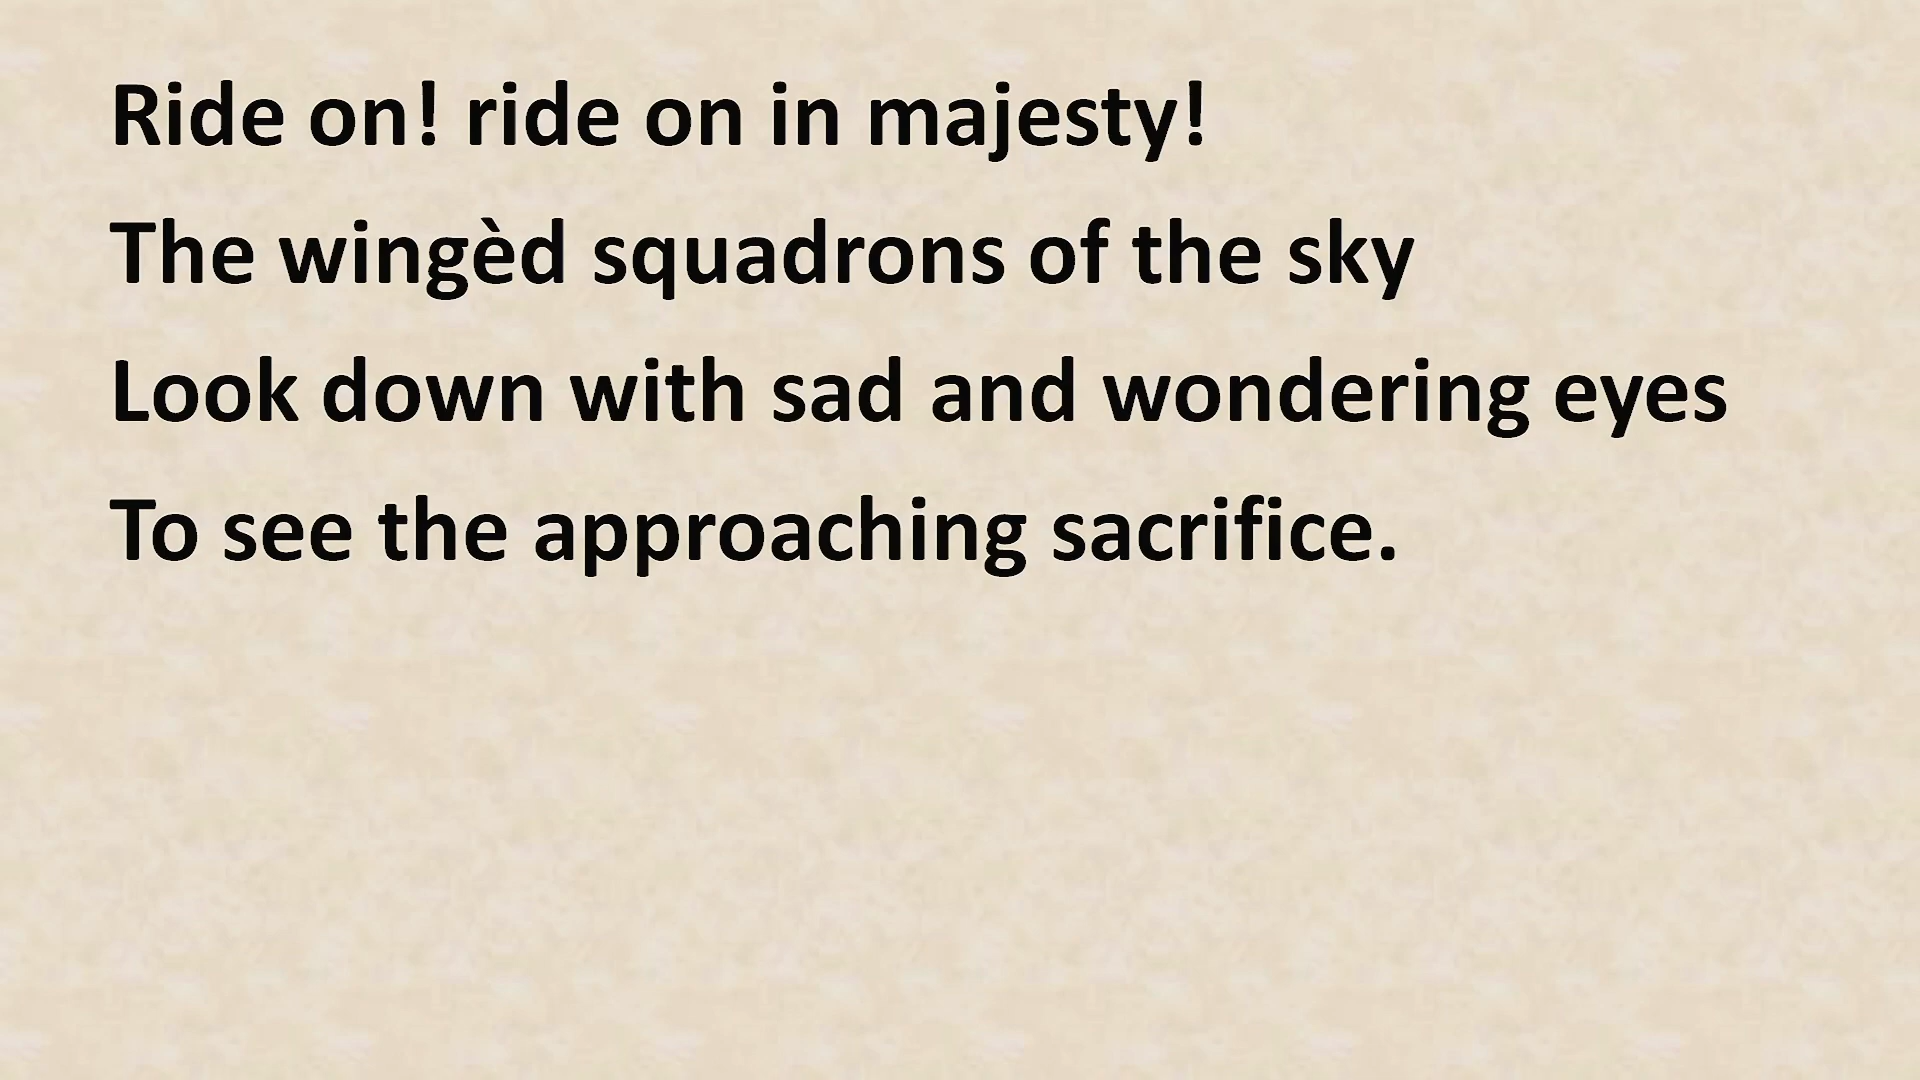 Ride on! ride on in majesty!
The wingèd squadrons of the sky
Look down with sad and wondering eyes
To see the approaching sacrifice.